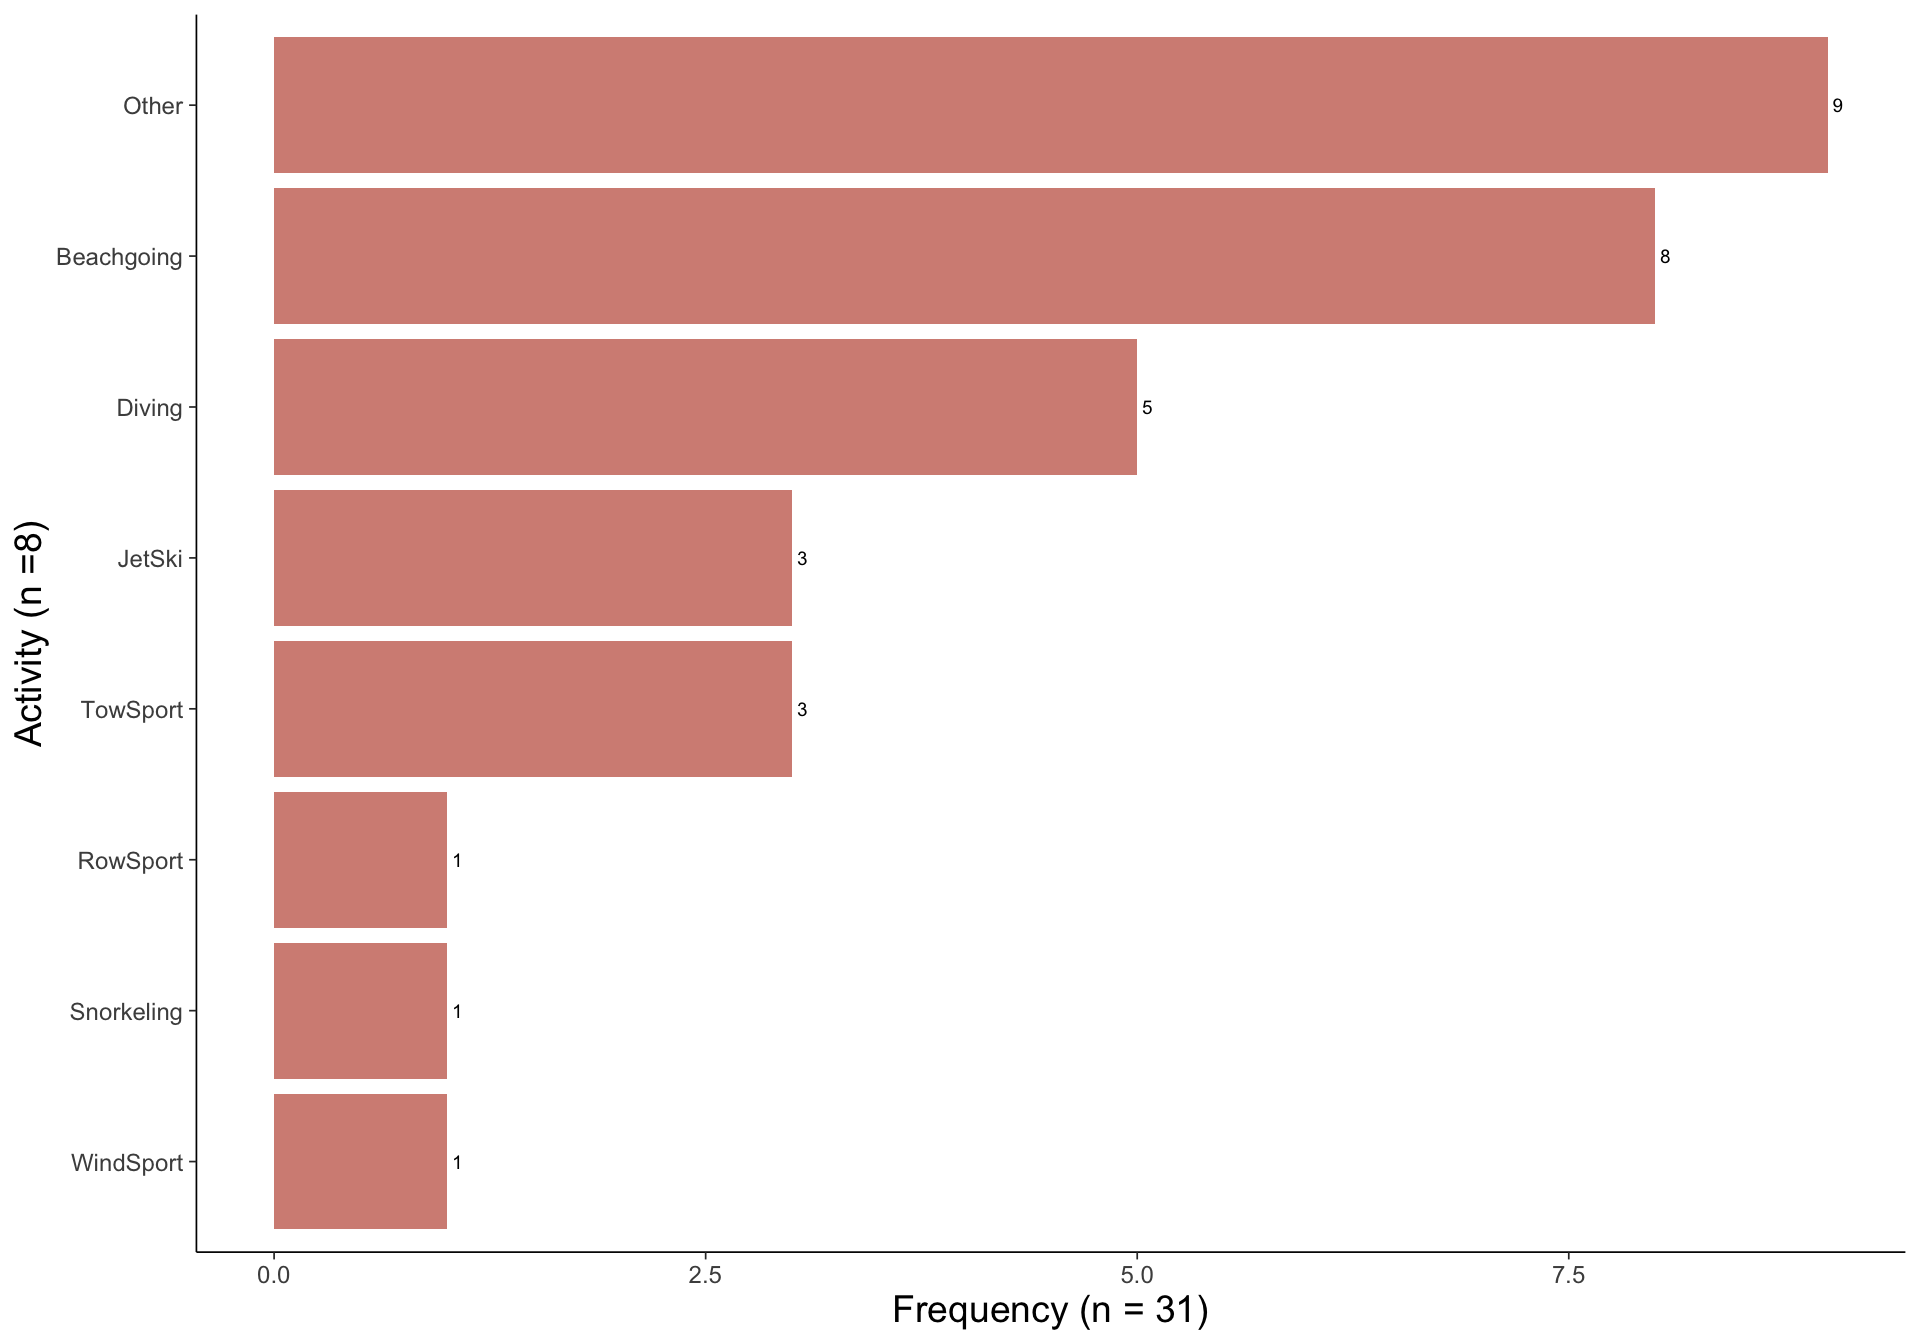 Other
9
Beachgoing
8
Diving
5
JetSki
3
TowSport
3
RowSport
1
Snorkeling
1
WindSport
1
Activity (n =8)
0.0 2.5 5.0 7.5
Frequency (n = 31)